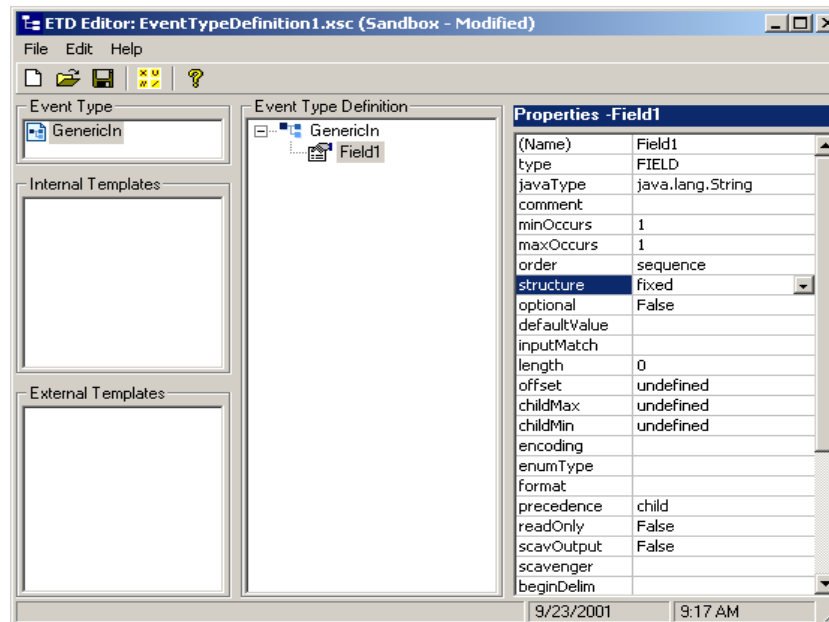 ETD Editor: EventTypeDefinition1.xsc (Sandbox - Modified)
File Edit Help
Event Type
GenericIn
Internal Templates
External Templates
Event Type Definition
GenericIn
Field1
Properties -Field1
(Name) Field1
type FIELD
javaType java.lang.String
comment
minOccurs 1
maxOccurs 1
order sequence
structure fixed
optional False
defaultValue
inputMatch
length 0
offset undefined
childMax undefined
childMin undefined
encoding
enumType
format
precedence child
readOnly False
scavOutput False
scavenger
beginDelim
9/23/2001 9:17 AM